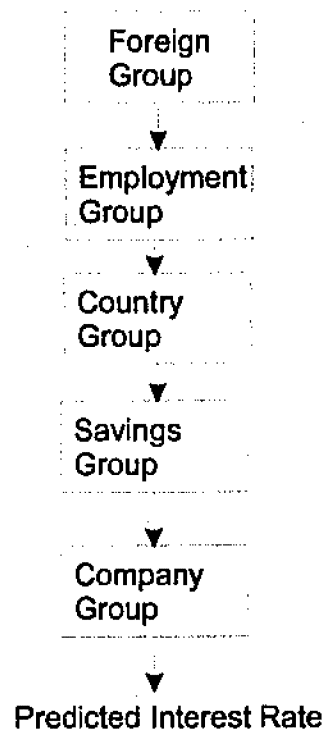 Foreign
Group
Employment
Group
Country
Group
Savings
Group
Company
Group
Predicted Interest Rate